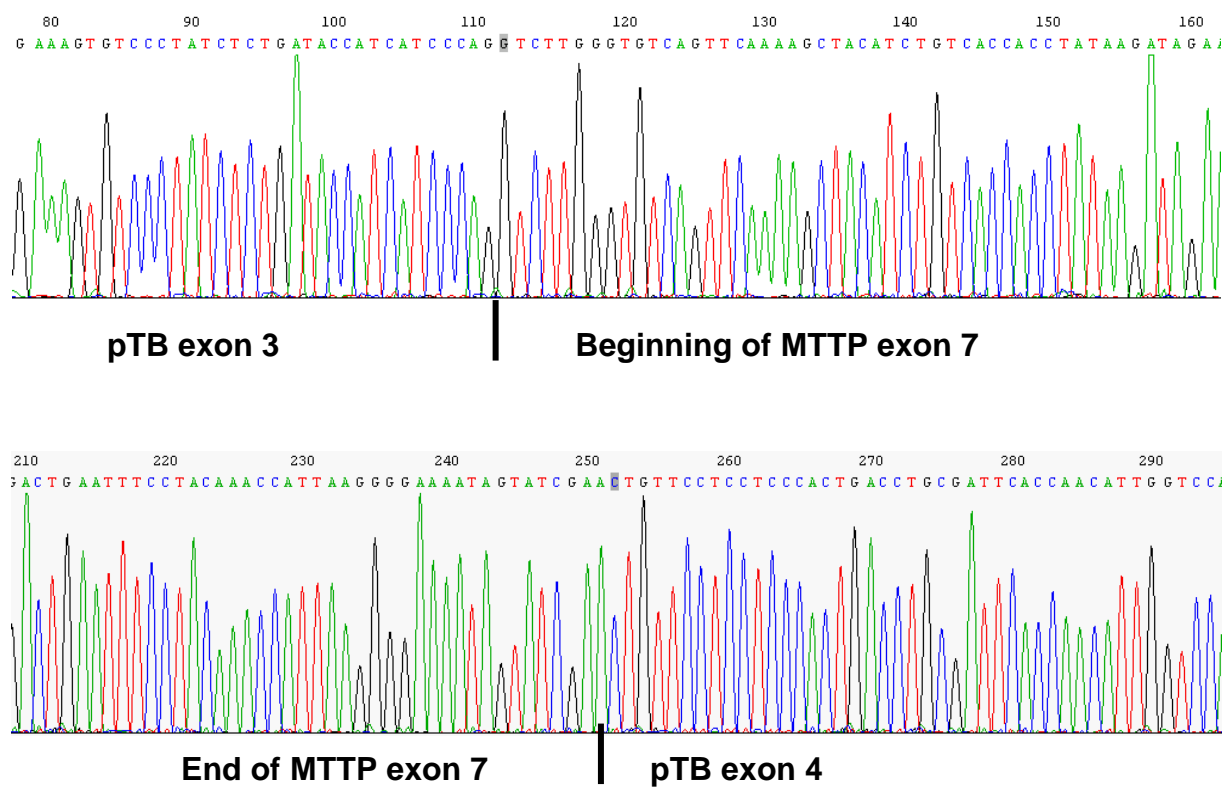 80 90 100 110 120 130 140 150 160
GAAAGTGTCCCTATCTCTGATACCATCATCCCAGGTCTTGGGTGTCAGTTCAAAAGCTACATCTGTCACCACCTATAAGATAGAA
pTB exon 3 Beginning of MTTP exon 7
210 220 230 240 250 260 270 280 290
GACTGAATTTCCTACAAACCATTAAGGGGAAAATAGTATCGAACTGTTCCTCCTCCCACTGACCTGCGATTCACCAACATTGGTCCA
End of MTTP exon 7 pTB exon 4